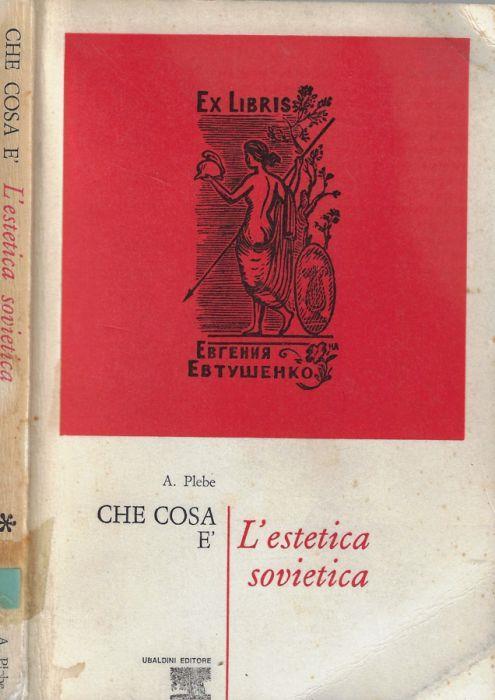 CHE COSA E' L'estetica sovietica
*
A. Plebe
EX LIBRIS
ЕВГЕНИЯ
ЕВТУШЕНКО
A. Plebe
CHE COSA
E'
L'estetica
sovietica
UBALDINI EDITORE